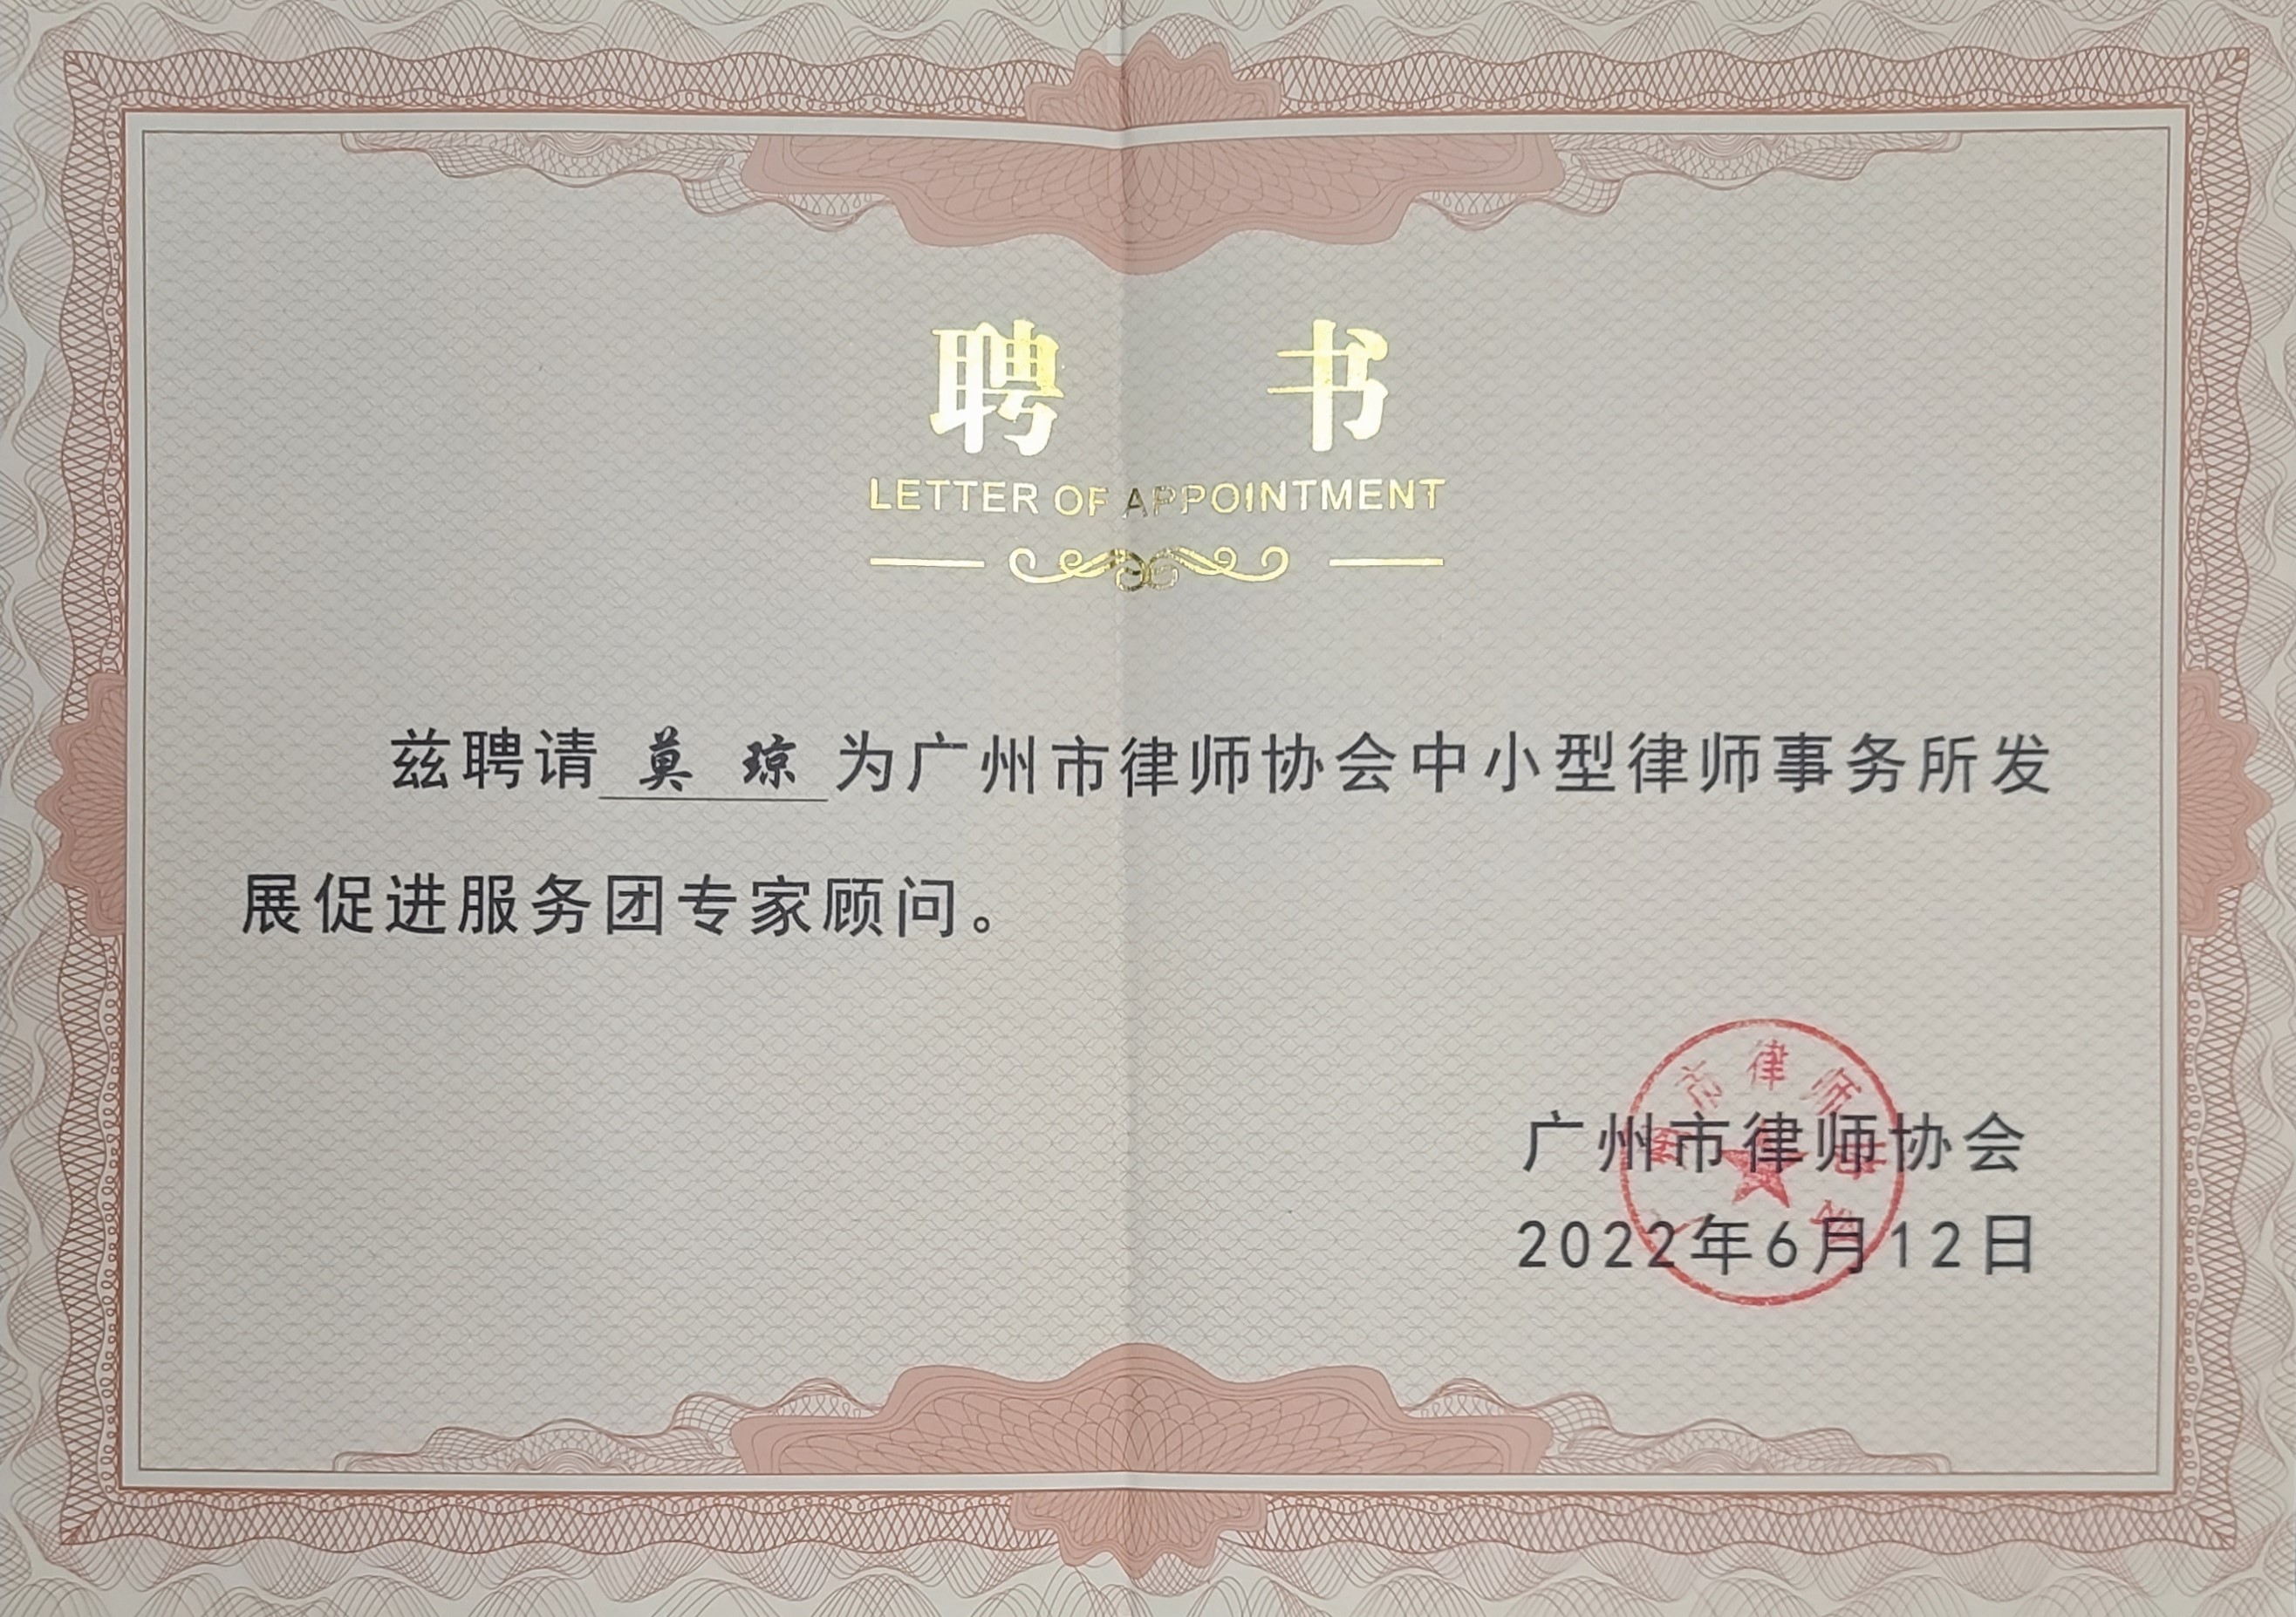 聘 书
LETTER OF APPOINTMENT
兹聘请 莫 琼 为广州市律师协会中小型律师事务所发
展促进服务团专家顾问。
广州市律师协会
2022年6月12日